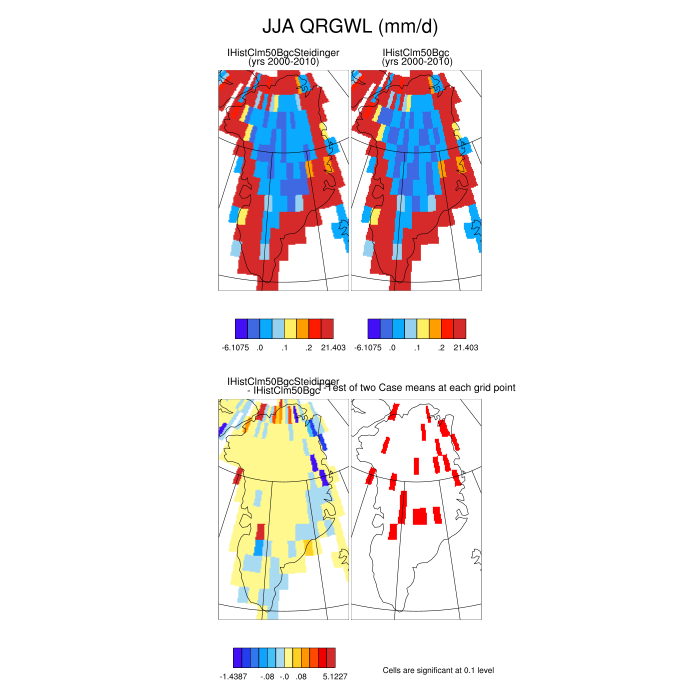 JJA QRGWL (mm/d)
IHistClm50BgcSteidinger
(yrs 2000-2010)
IHistClm50Bgc
(yrs 2000-2010)
-6.1075 .0 .1 .2 21.403
-6.1075 .0 .1 .2 21.403
IHistClm50BgcSteidinger
- IHistClm50Bgc
T-Test of two Case means at each grid point
-1.4387 -.08 -.0 .08 5.1227
Cells are significant at 0.1 level